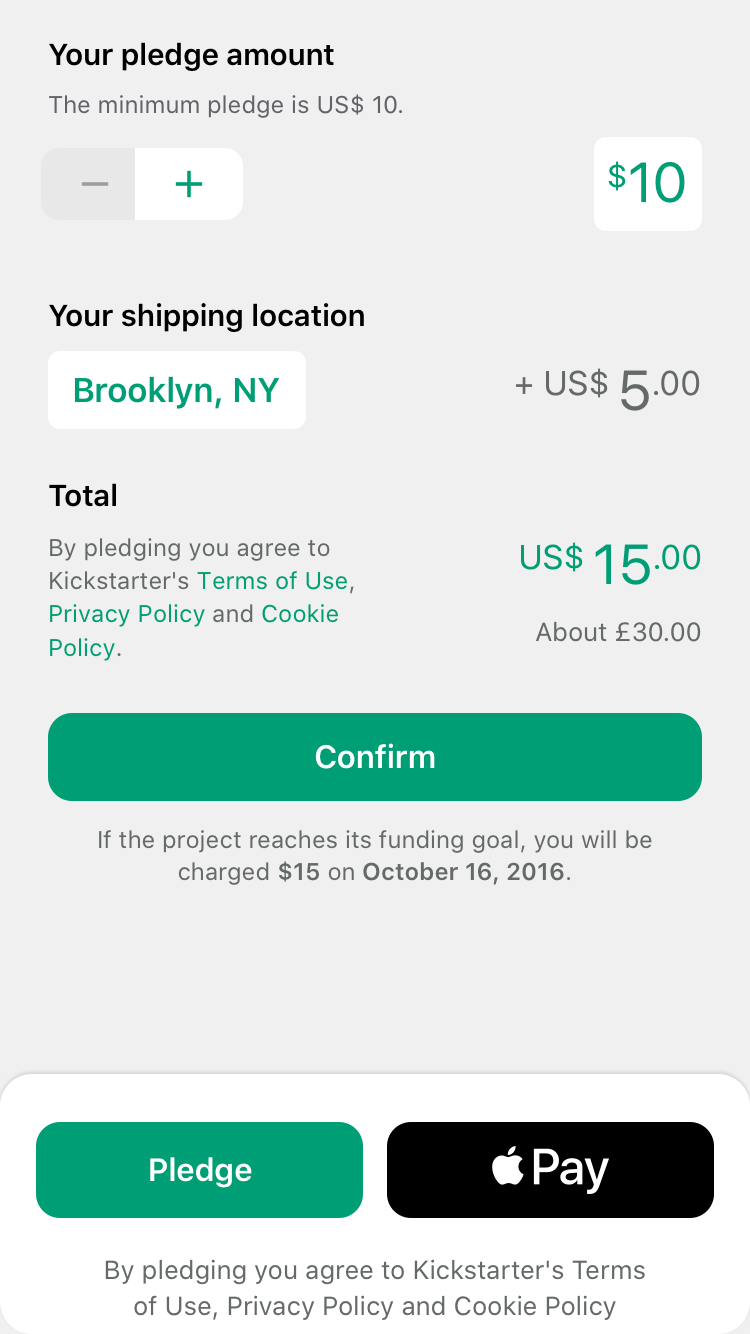 Your pledge amount
The minimum pledge is US$ 10.
$10
Your shipping location
Brooklyn, NY
+ US$ 5.00
Total
By pledging you agree to
Kickstarter's Terms of Use,
Privacy Policy and Cookie
Policy.
US$ 15.00
About £30.00
Confirm
If the project reaches its funding goal, you will be
charged $15 on October 16, 2016.
Pledge
Pay
By pledging you agree to Kickstarter's Terms
of Use, Privacy Policy and Cookie Policy